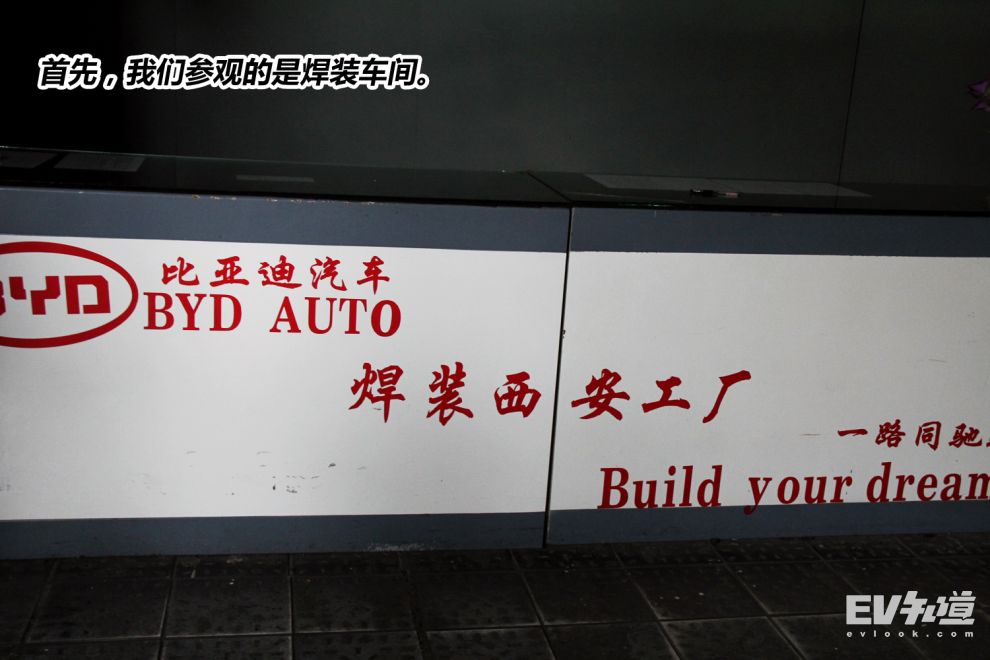 首先，我们参观的是焊装车间。
BYD
比亚迪汽车
BYD AUTO
焊装西安工厂
一路同驰
Build your dream
EV知道
evlook.com